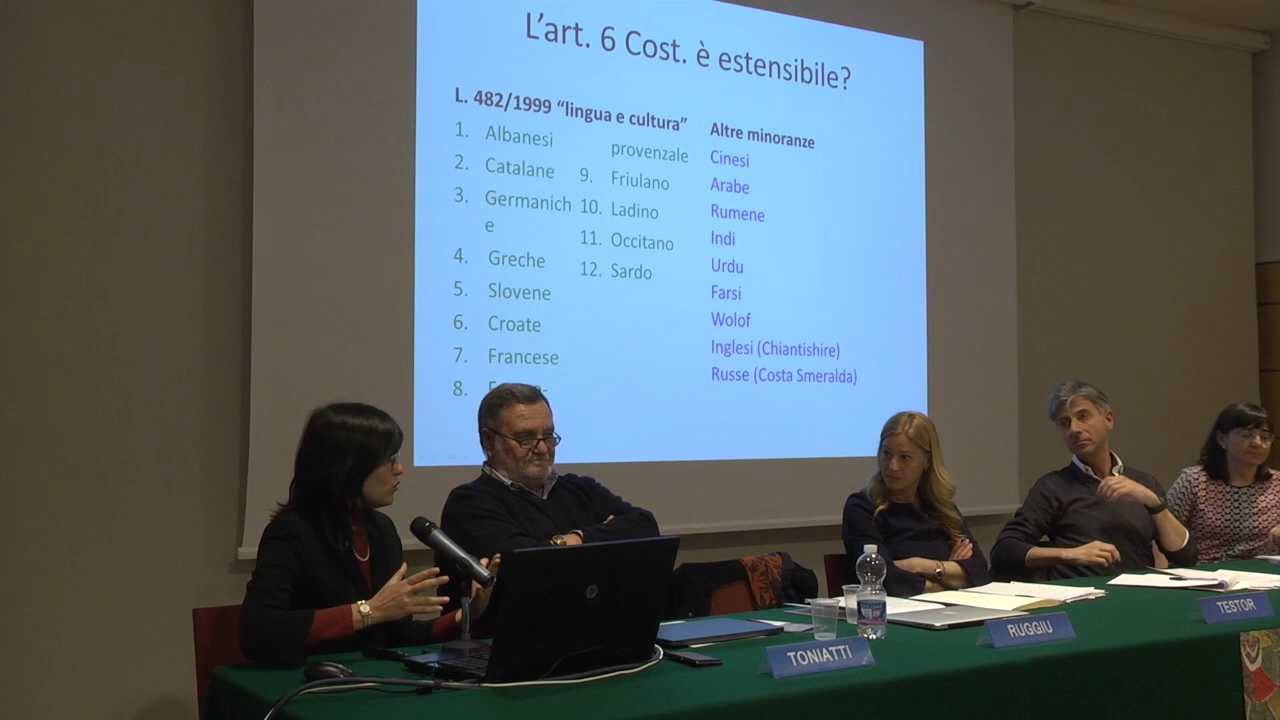 L'art. 6 Cost. è estensibile?
L. 482/1999 “lingua e cultura”
1. Albanesi
2. Catalane
3. Germanich
e
4. Greche
5. Slovene
6. Croate
7. Francese
8. Franco-
provenzale
9. Friulano
10. Ladino
11. Occitano
12. Sardo
Altre minoranze
Cinesi
Arabe
Rumene
Indi
Urdu
Farsi
Wolof
Inglesi (Chiantishire)
Russe (Costa Smeralda)
TONIATTI
RUGGIU
TESTOR
hp